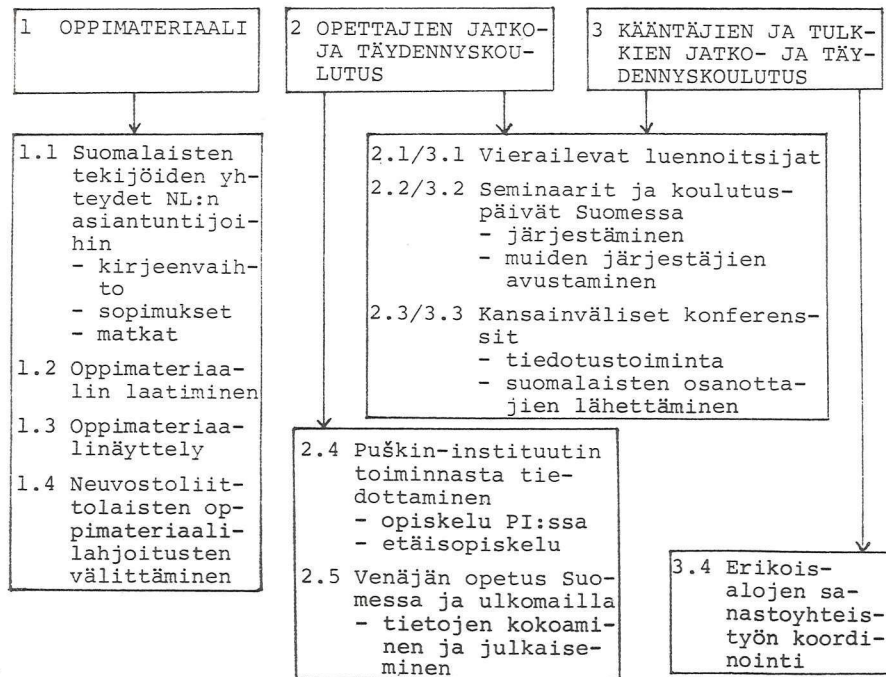 1 OPPIMATERIAALI
2 OPETTAJIEN JATKO-
JA TÄYDENNYSKOU-
LUTUS
3 KÄÄNTÄJIEN JA TULK-
KIEN JATKO- JA TÄY-
DENNYSKOULUTUS
1.1 Suomalaisten
tekijöiden yh-
teydet NL:n
asiantuntijoi-
hin
- kirjeenvaih-
to
- sopimukset
- matkat
1.2 Oppimateriaa-
lin laatiminen
1.3 Oppimateriaa-
linäyttely
1.4 Neuvostoliit-
tolaisten op-
pimateriaali-
lahjoitusten
välittäminen
2.1/3.1 Vierailevat luennoitsijat
2.2/3.2 Seminaarit ja koulutus-
päivät Suomessa
- järjestäminen
- muiden järjestäjien
avustaminen
2.3/3.3 Kansainväliset konferens-
sit
- tiedotustoiminta
- suomalaisten osanotta-
jien lähettäminen
2.4 Puškin-instituutin
toiminnasta tie-
dottaminen
- opiskelu PI:ssa
- etäisopiskelu
2.5 Venäjän opetus Suo-
messa ja ulkomailla
- tietojen kokoami-
nen ja julkaise-
minen
3.4 Erikois-
alojen sa-
nastoyhteis-
työn koordi-
nointi